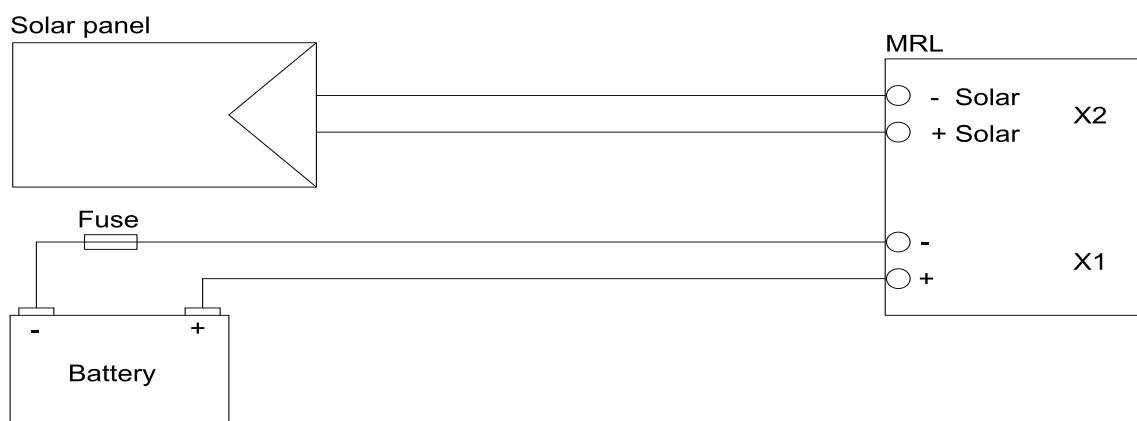 Solar panel
MRL
- Solar
X2
+ Solar
Fuse
-
X1
+
- +
Battery